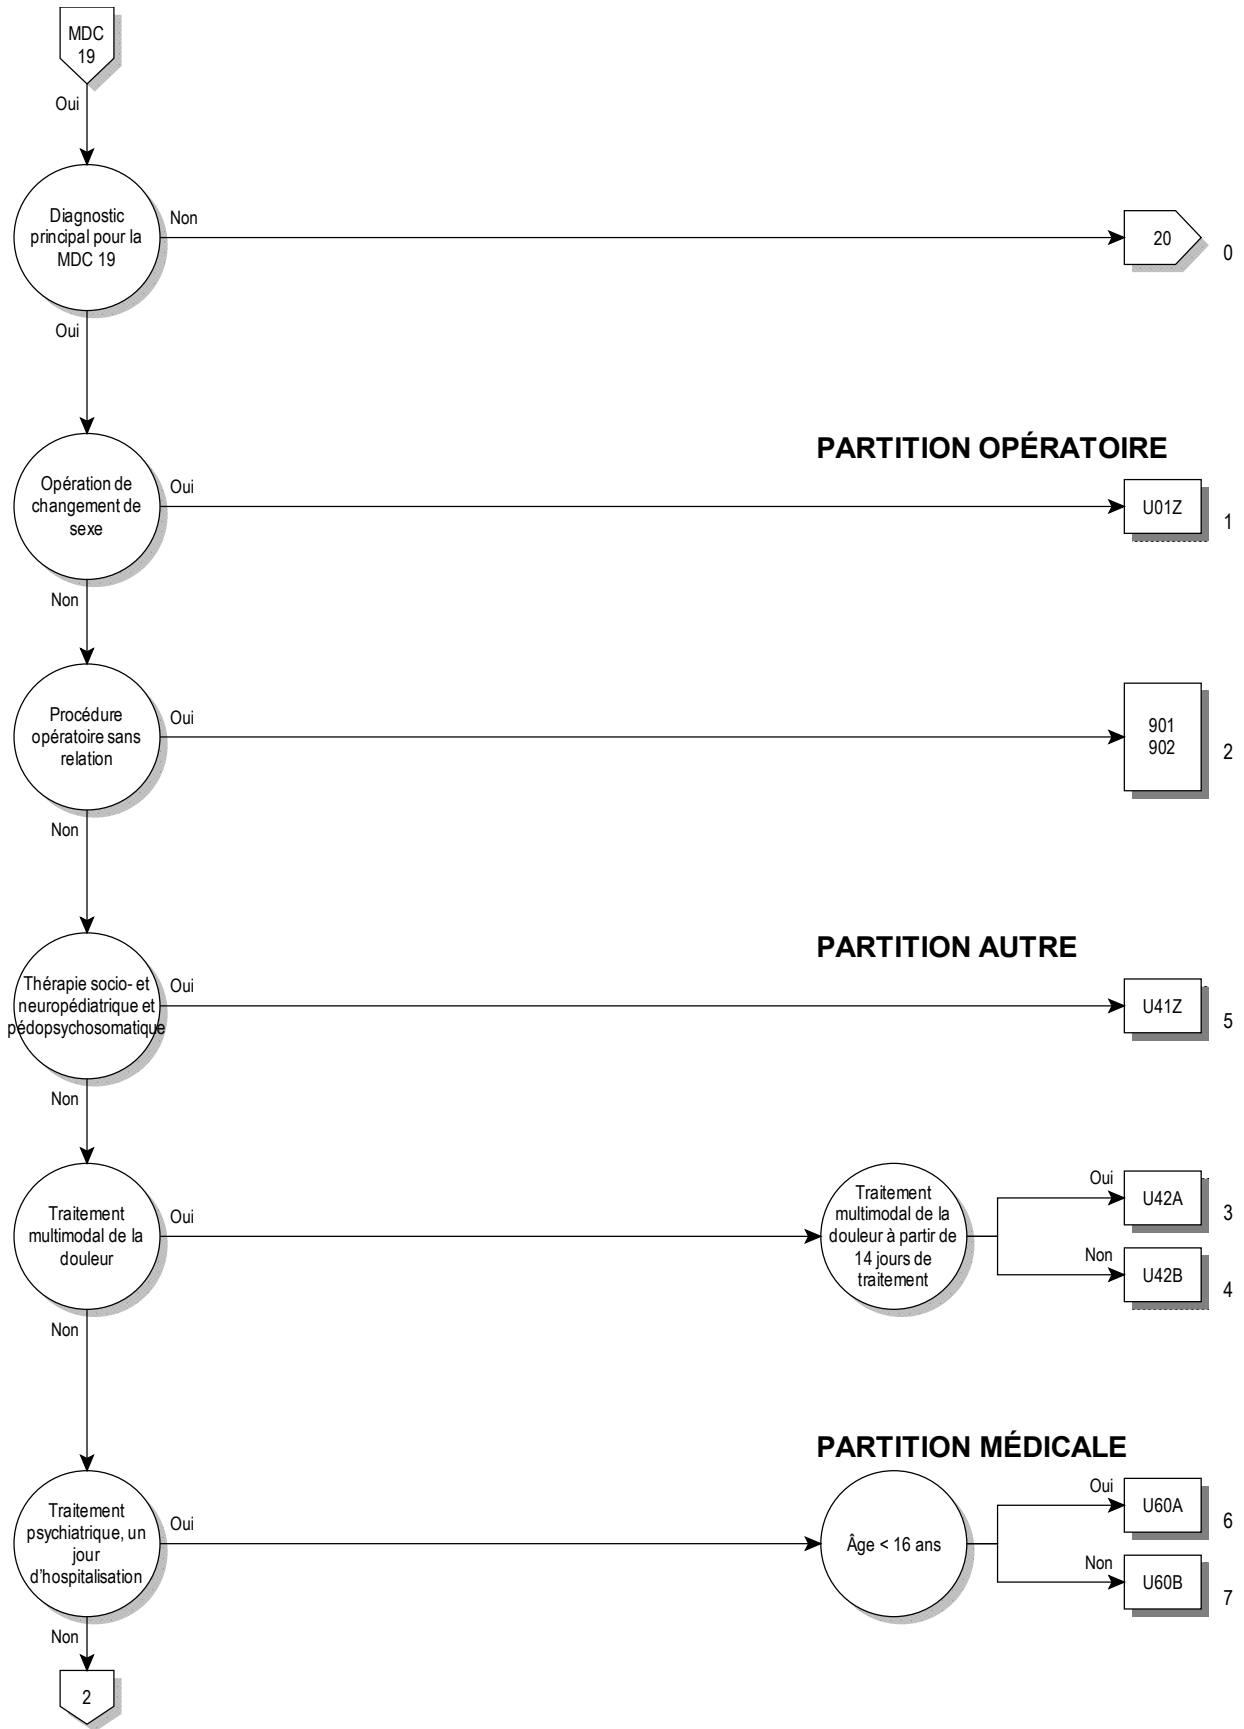 MDC
19
Oui
Diagnostic
principal pour la
MDC 19
Non
20
0
Oui
PARTITION OPÉRATOIRE
Opération de
changement de
sexe
Oui
U01Z
1
Non
Procédure
opératoire sans
relation
Oui
901
902
2
Non
PARTITION AUTRE
Thérapie socio- et
neuropédiatrique et
pédopsychosomatique
Oui
U41Z
5
Non
Traitement
multimodal de la
douleur
Oui
Traitement
multimodal de la
douleur à partir de
14 jours de
traitement
Oui
U42A
3
Non
U42B
4
Non
PARTITION MÉDICALE
Traitement
psychiatrique, un
jour
d'hospitalisation
Oui
Âge < 16 ans
Oui
U60A
6
Non
U60B
7
Non
2